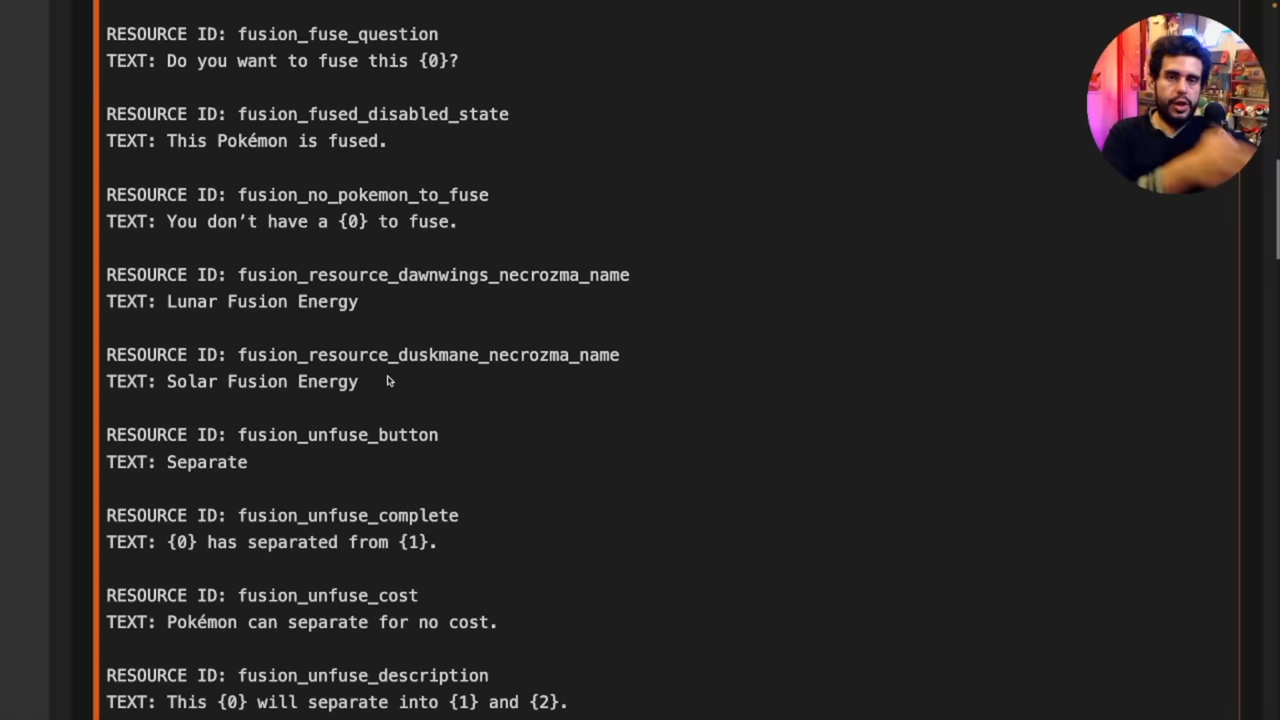 RESOURCE ID: fusion_fuse_question
TEXT: Do you want to fuse this {0}?
RESOURCE ID: fusion_fused_disabled_state
TEXT: This Pokémon is fused.
RESOURCE ID: fusion_no_pokemon_to_fuse
TEXT: You don’t have a {0} to fuse.
RESOURCE ID: fusion_resource_dawnwings_necrozma_name
TEXT: Lunar Fusion Energy
RESOURCE ID: fusion_resource_duskmane_necrozma_name
TEXT: Solar Fusion Energy
RESOURCE ID: fusion_unfuse_button
TEXT: Separate
RESOURCE ID: fusion_unfuse_complete
TEXT: {0} has separated from {1}.
RESOURCE ID: fusion_unfuse_cost
TEXT: Pokémon can separate for no cost.
RESOURCE ID: fusion_unfuse_description
TEXT: This {0} will separate into {1} and {2}.